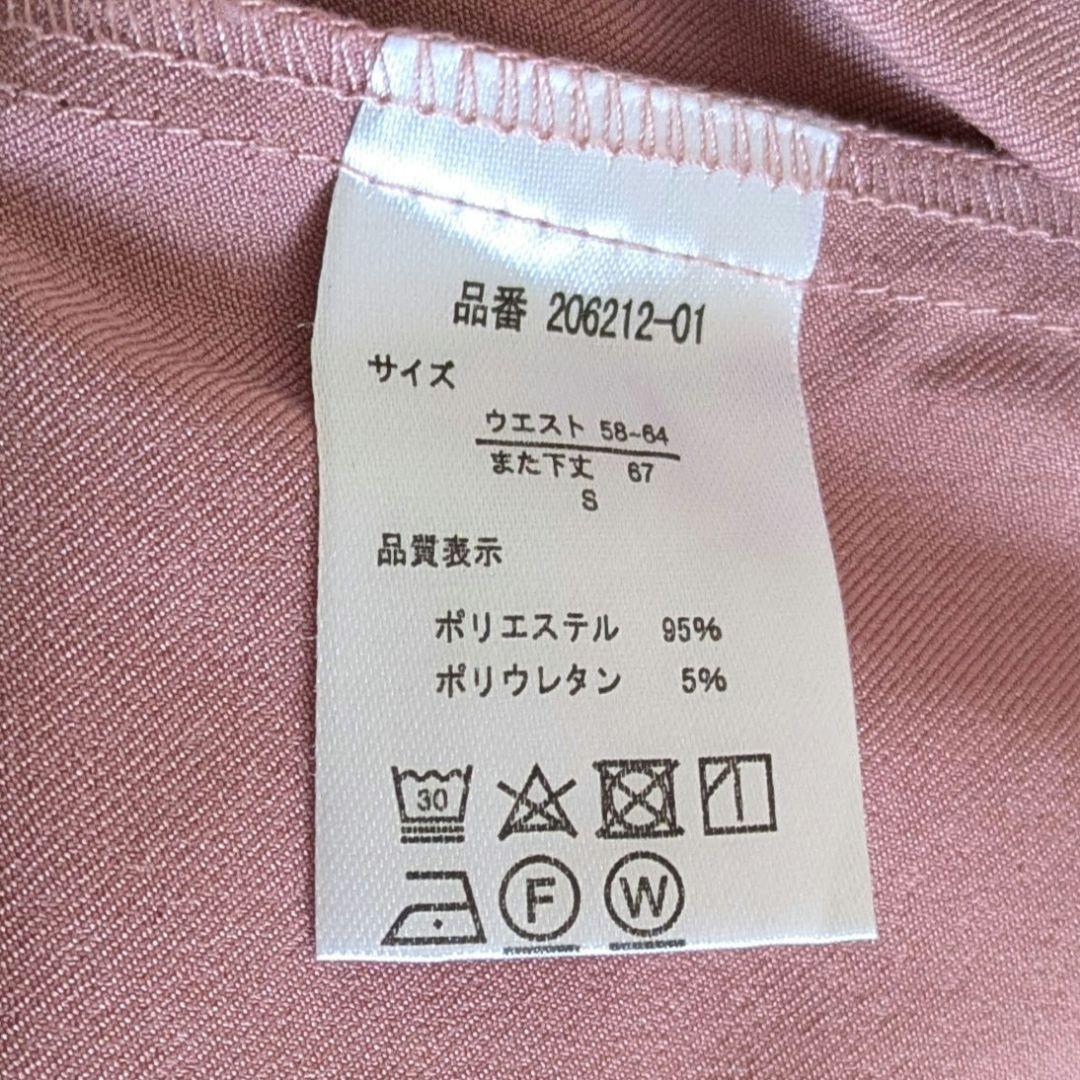 品番 206212-01
サイズ
ウエスト 58~64
また下丈 67
S
品質表示
ポリエステル 95%
ポリウレタン 5%
30
F W